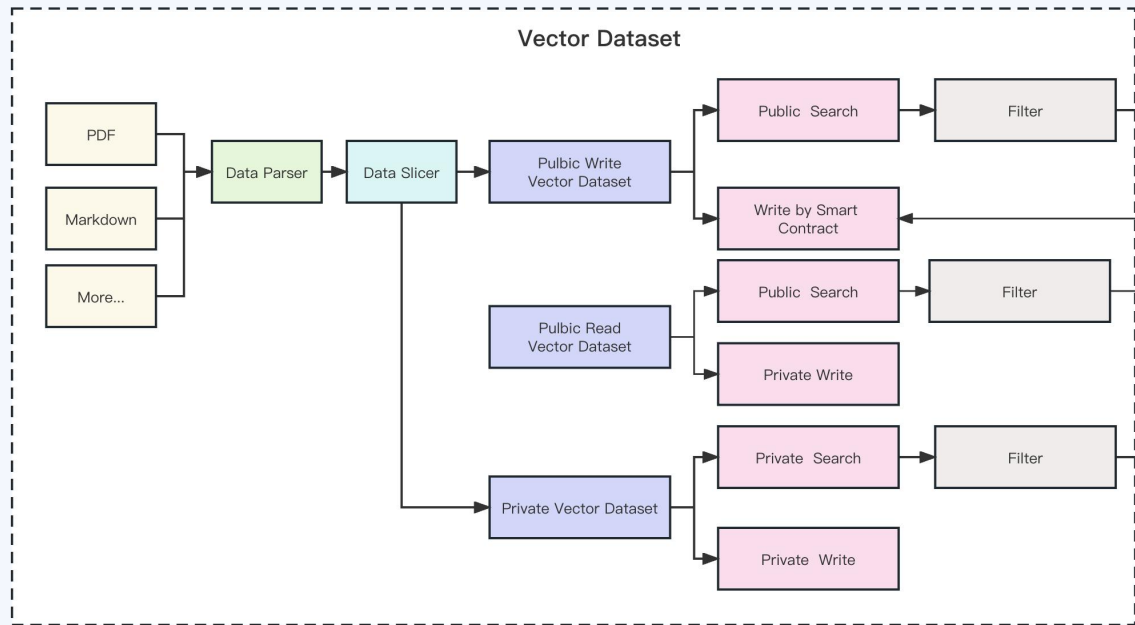 Vector Dataset
PDF
Markdown
More...
Data Parser
Data Slicer
Pulbic Write
Vector Dataset
Public Search
Filter
Write by Smart
Contract
Pulbic Read
Vector Dataset
Public Search
Filter
Private Write
Private Vector Dataset
Private Search
Filter
Private Write